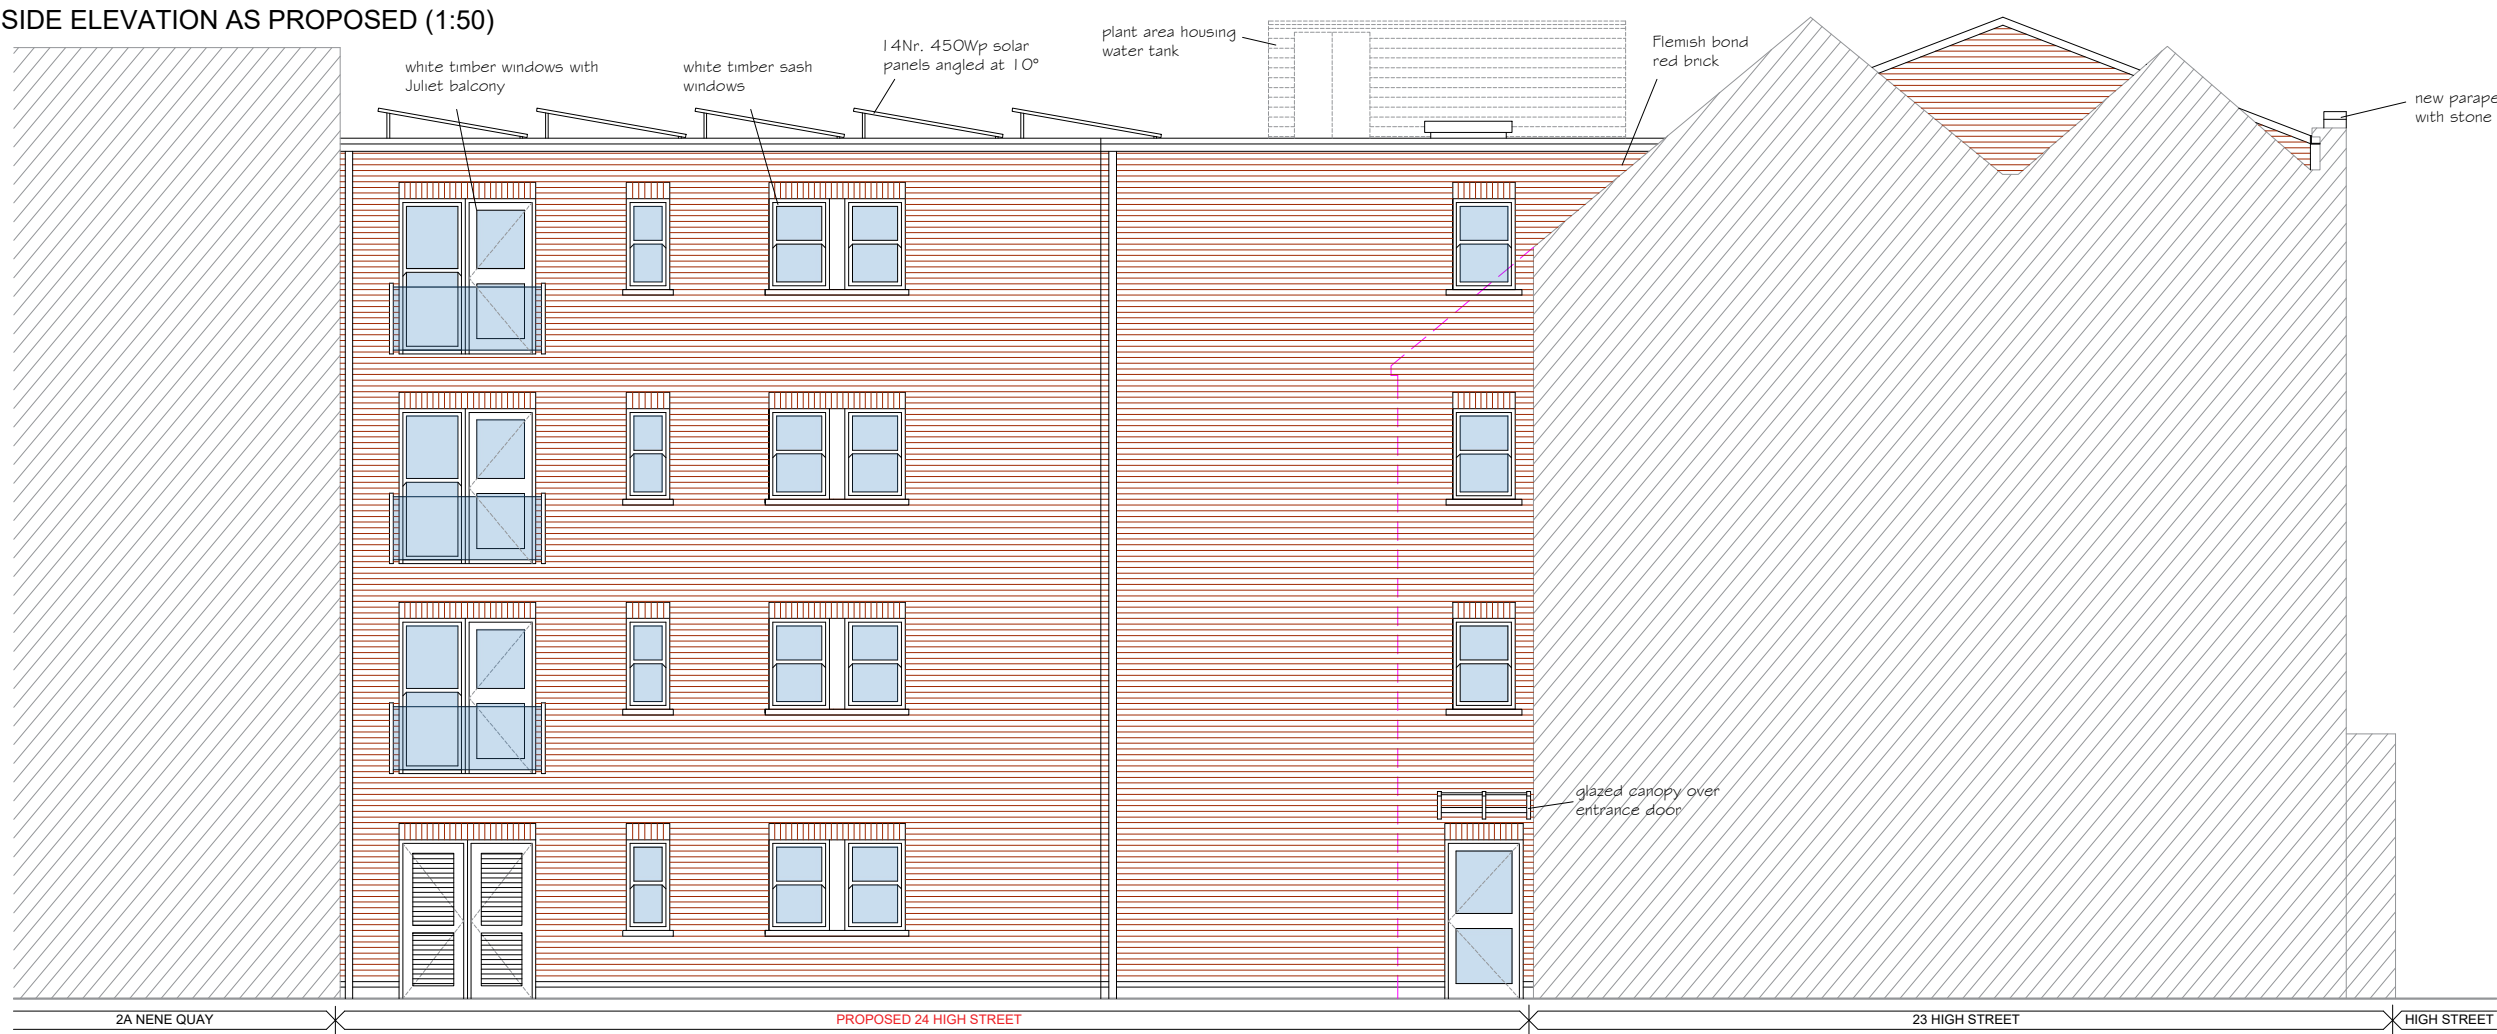 SIDE ELEVATION AS PROPOSED (1:50)
white timber windows with
Juliet balcony
white timber sash
windows
14Nr. 450Wp solar
panels angled at 10°
plant area housing
water tank
Flemish bond
red brick
new parape
with stone
glazed canopy over
entrance door
2A NENE QUAY
PROPOSED 24 HIGH STREET
23 HIGH STREET
HIGH STREET